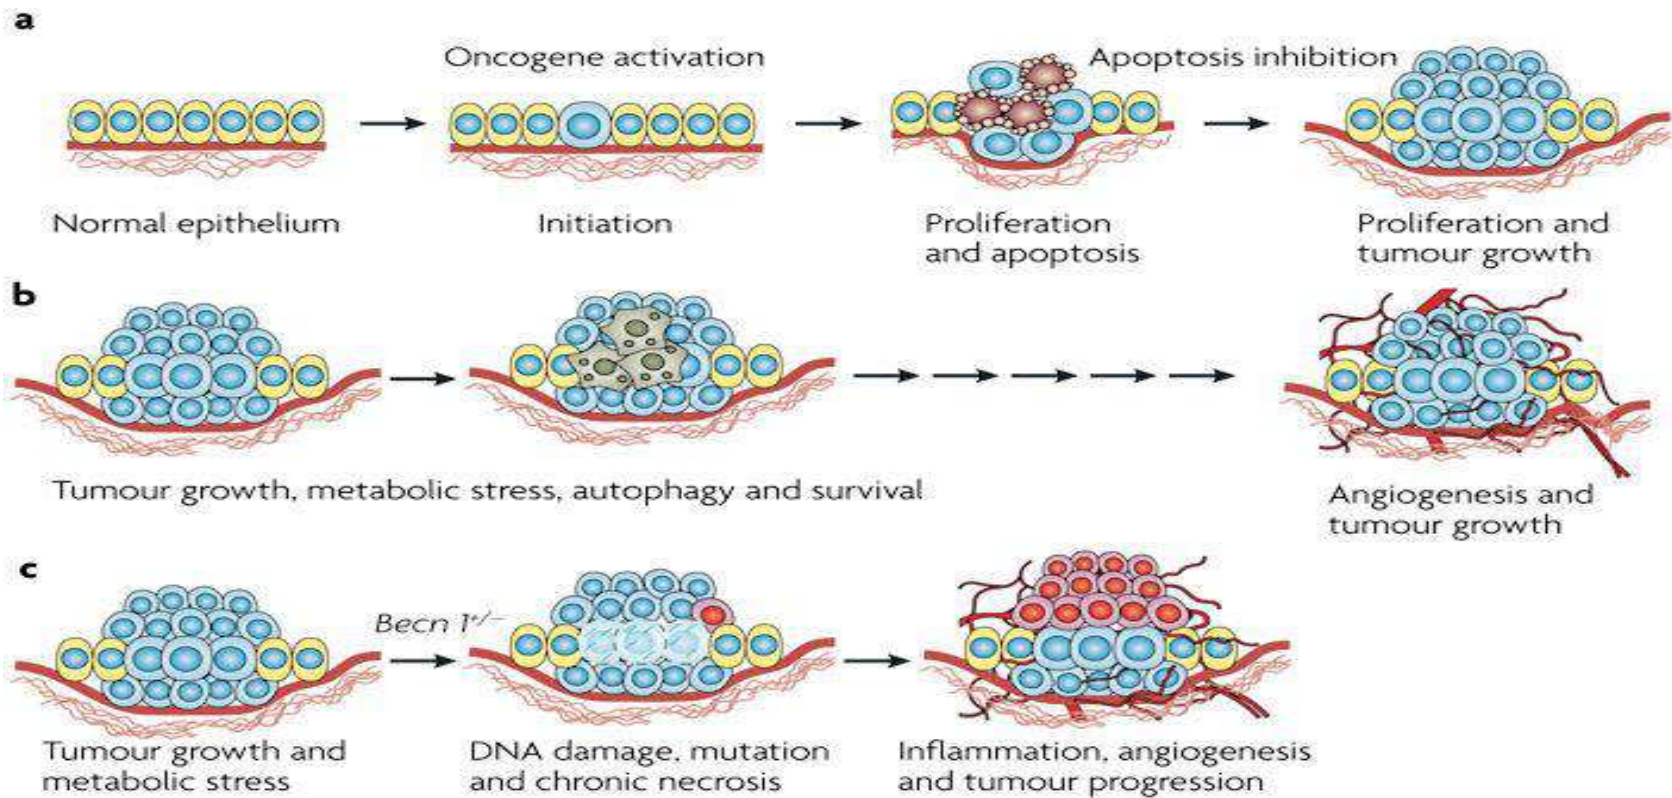 a
Oncogene activation
Apoptosis inhibition
Normal epithelium
Initiation
Proliferation
and apoptosis
Proliferation and
tumour growth
b
Tumour growth, metabolic stress, autophagy and survival
Angiogenesis and
tumour growth
c
Becn 1+/−
Tumour growth and
metabolic stress
DNA damage, mutation
and chronic necrosis
Inflammation, angiogenesis
and tumour progression